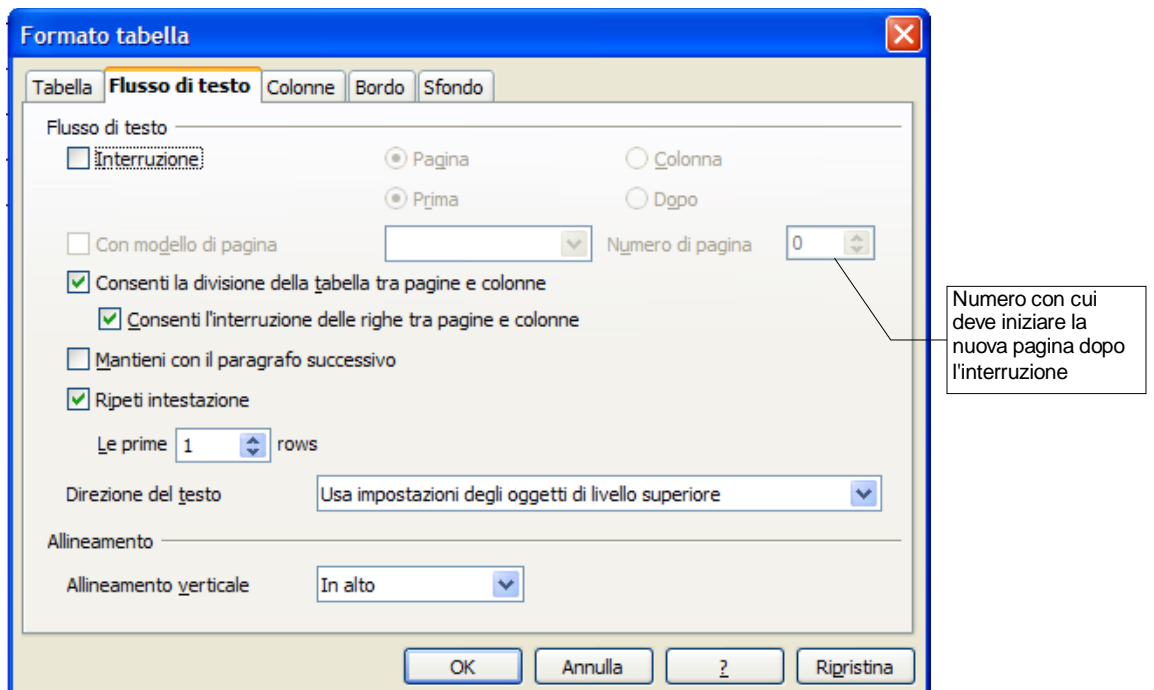 Formato tabella
Tabella Flusso di testo Colonne Bordo Sfondo
Flusso di testo
Interruzione Pagina Colonna
Prima Dopo
Con modello di pagina Numero di pagina 0
Consenti la divisione della tabella tra pagine e colonne
Consenti l'interruzione delle righe tra pagine e colonne
Mantieni con il paragrafo successivo
Ripeti intestazione
Le prime 1 rows
Direzione del testo Usa impostazioni degli oggetti di livello superiore
Allineamento
Allineamento verticale In alto
OK Annulla ? Ripristina
Numero con cui
deve iniziare la
nuova pagina dopo
l'interruzione